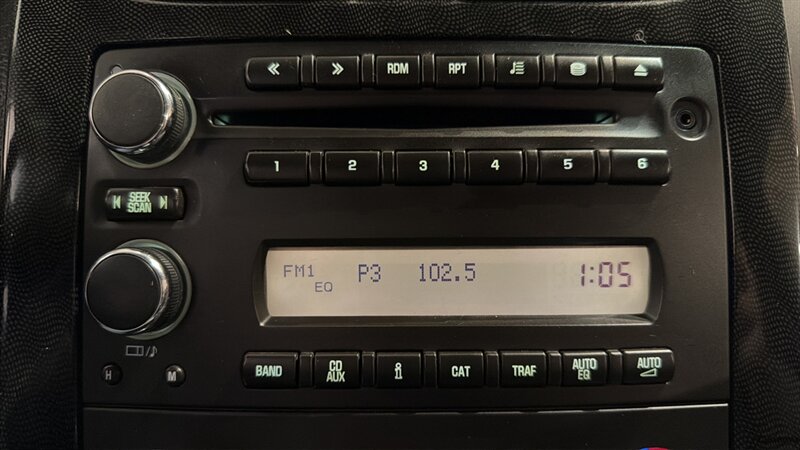 RDM RPT
1 2 3 4 5 6
SEEK
SCAN
FM1 P3 102.5 1:05
EQ
H M
BAND CD AUX i CAT TRAF AUTO EQ AUTO